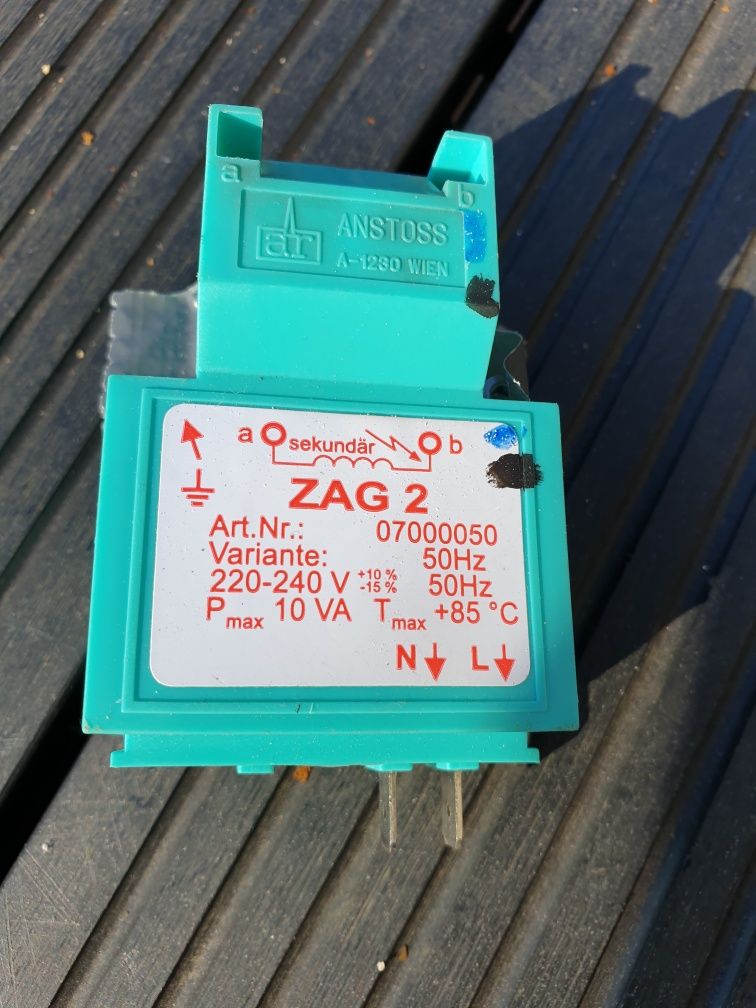 a
b
ar
ANSTOSS
A-1230 WIEN
a sekundär b
ZAG 2
Art.Nr.: 07000050
Variante: 50Hz
220-240 V +10 % -15 % 50Hz
Pmax 10 VA Tmax +85 °C
N L